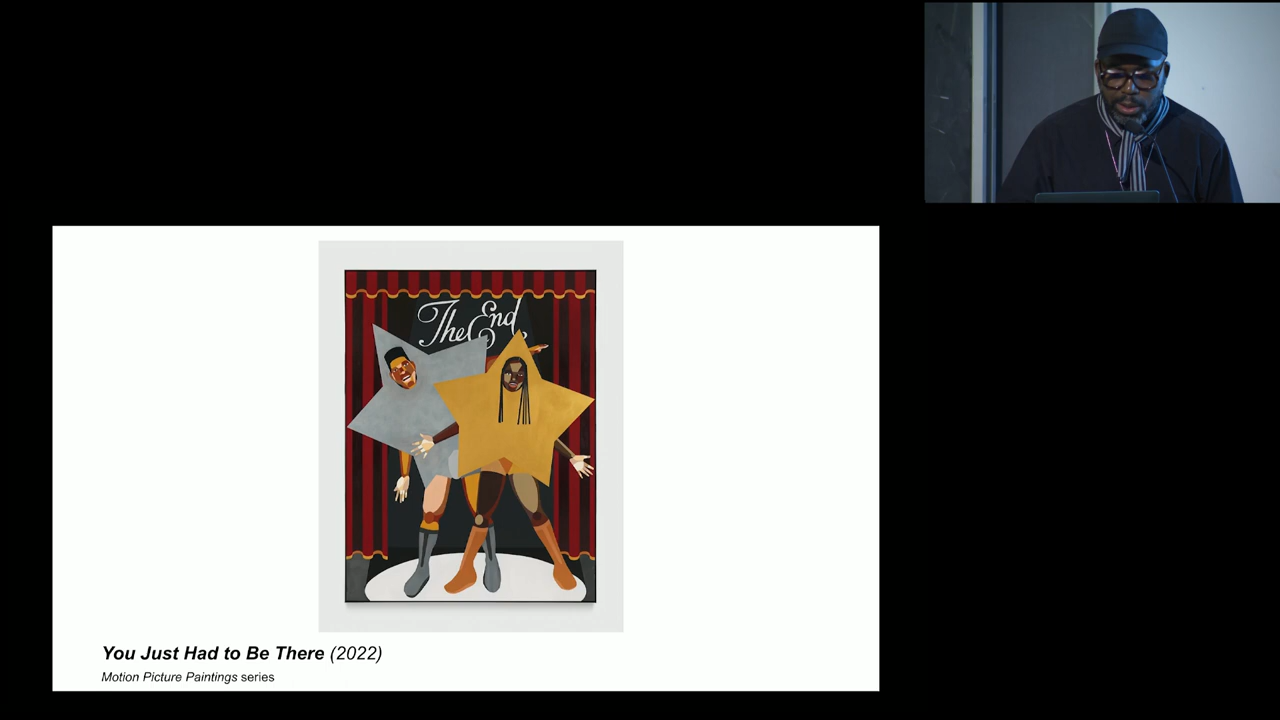 The End
You Just Had to Be There (2022)
Motion Picture Paintings series